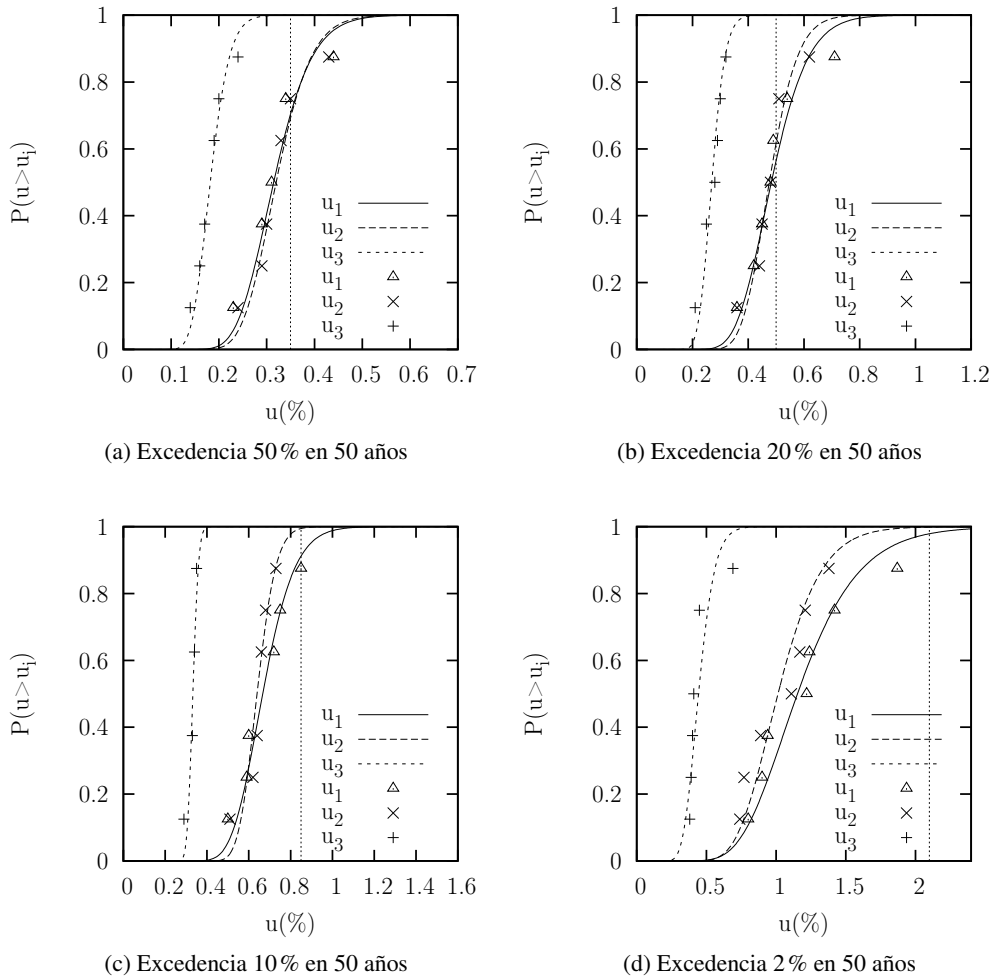 1
0.8
0.6
0.4
0.2
0
P(u>u_i)
u_1
u_2
u_3
u_1
u_2
u_3
0 0.1 0.2 0.3 0.4 0.5 0.6 0.7
u(%)
(a) Excedencia 50 % en 50 años
1
0.8
0.6
0.4
0.2
0
P(u>u_i)
u_1
u_2
u_3
u_1
u_2
u_3
0 0.2 0.4 0.6 0.8 1 1.2
u(%)
(b) Excedencia 20 % en 50 años
1
0.8
0.6
0.4
0.2
0
P(u>u_i)
u_1
u_2
u_3
u_1
u_2
u_3
0 0.2 0.4 0.6 0.8 1 1.2 1.4 1.6
u(%)
(c) Excedencia 10 % en 50 años
1
0.8
0.6
0.4
0.2
0
P(u>u_i)
u_1
u_2
u_3
u_1
u_2
u_3
0 0.5 1 1.5 2
u(%)
(d) Excedencia 2 % en 50 años